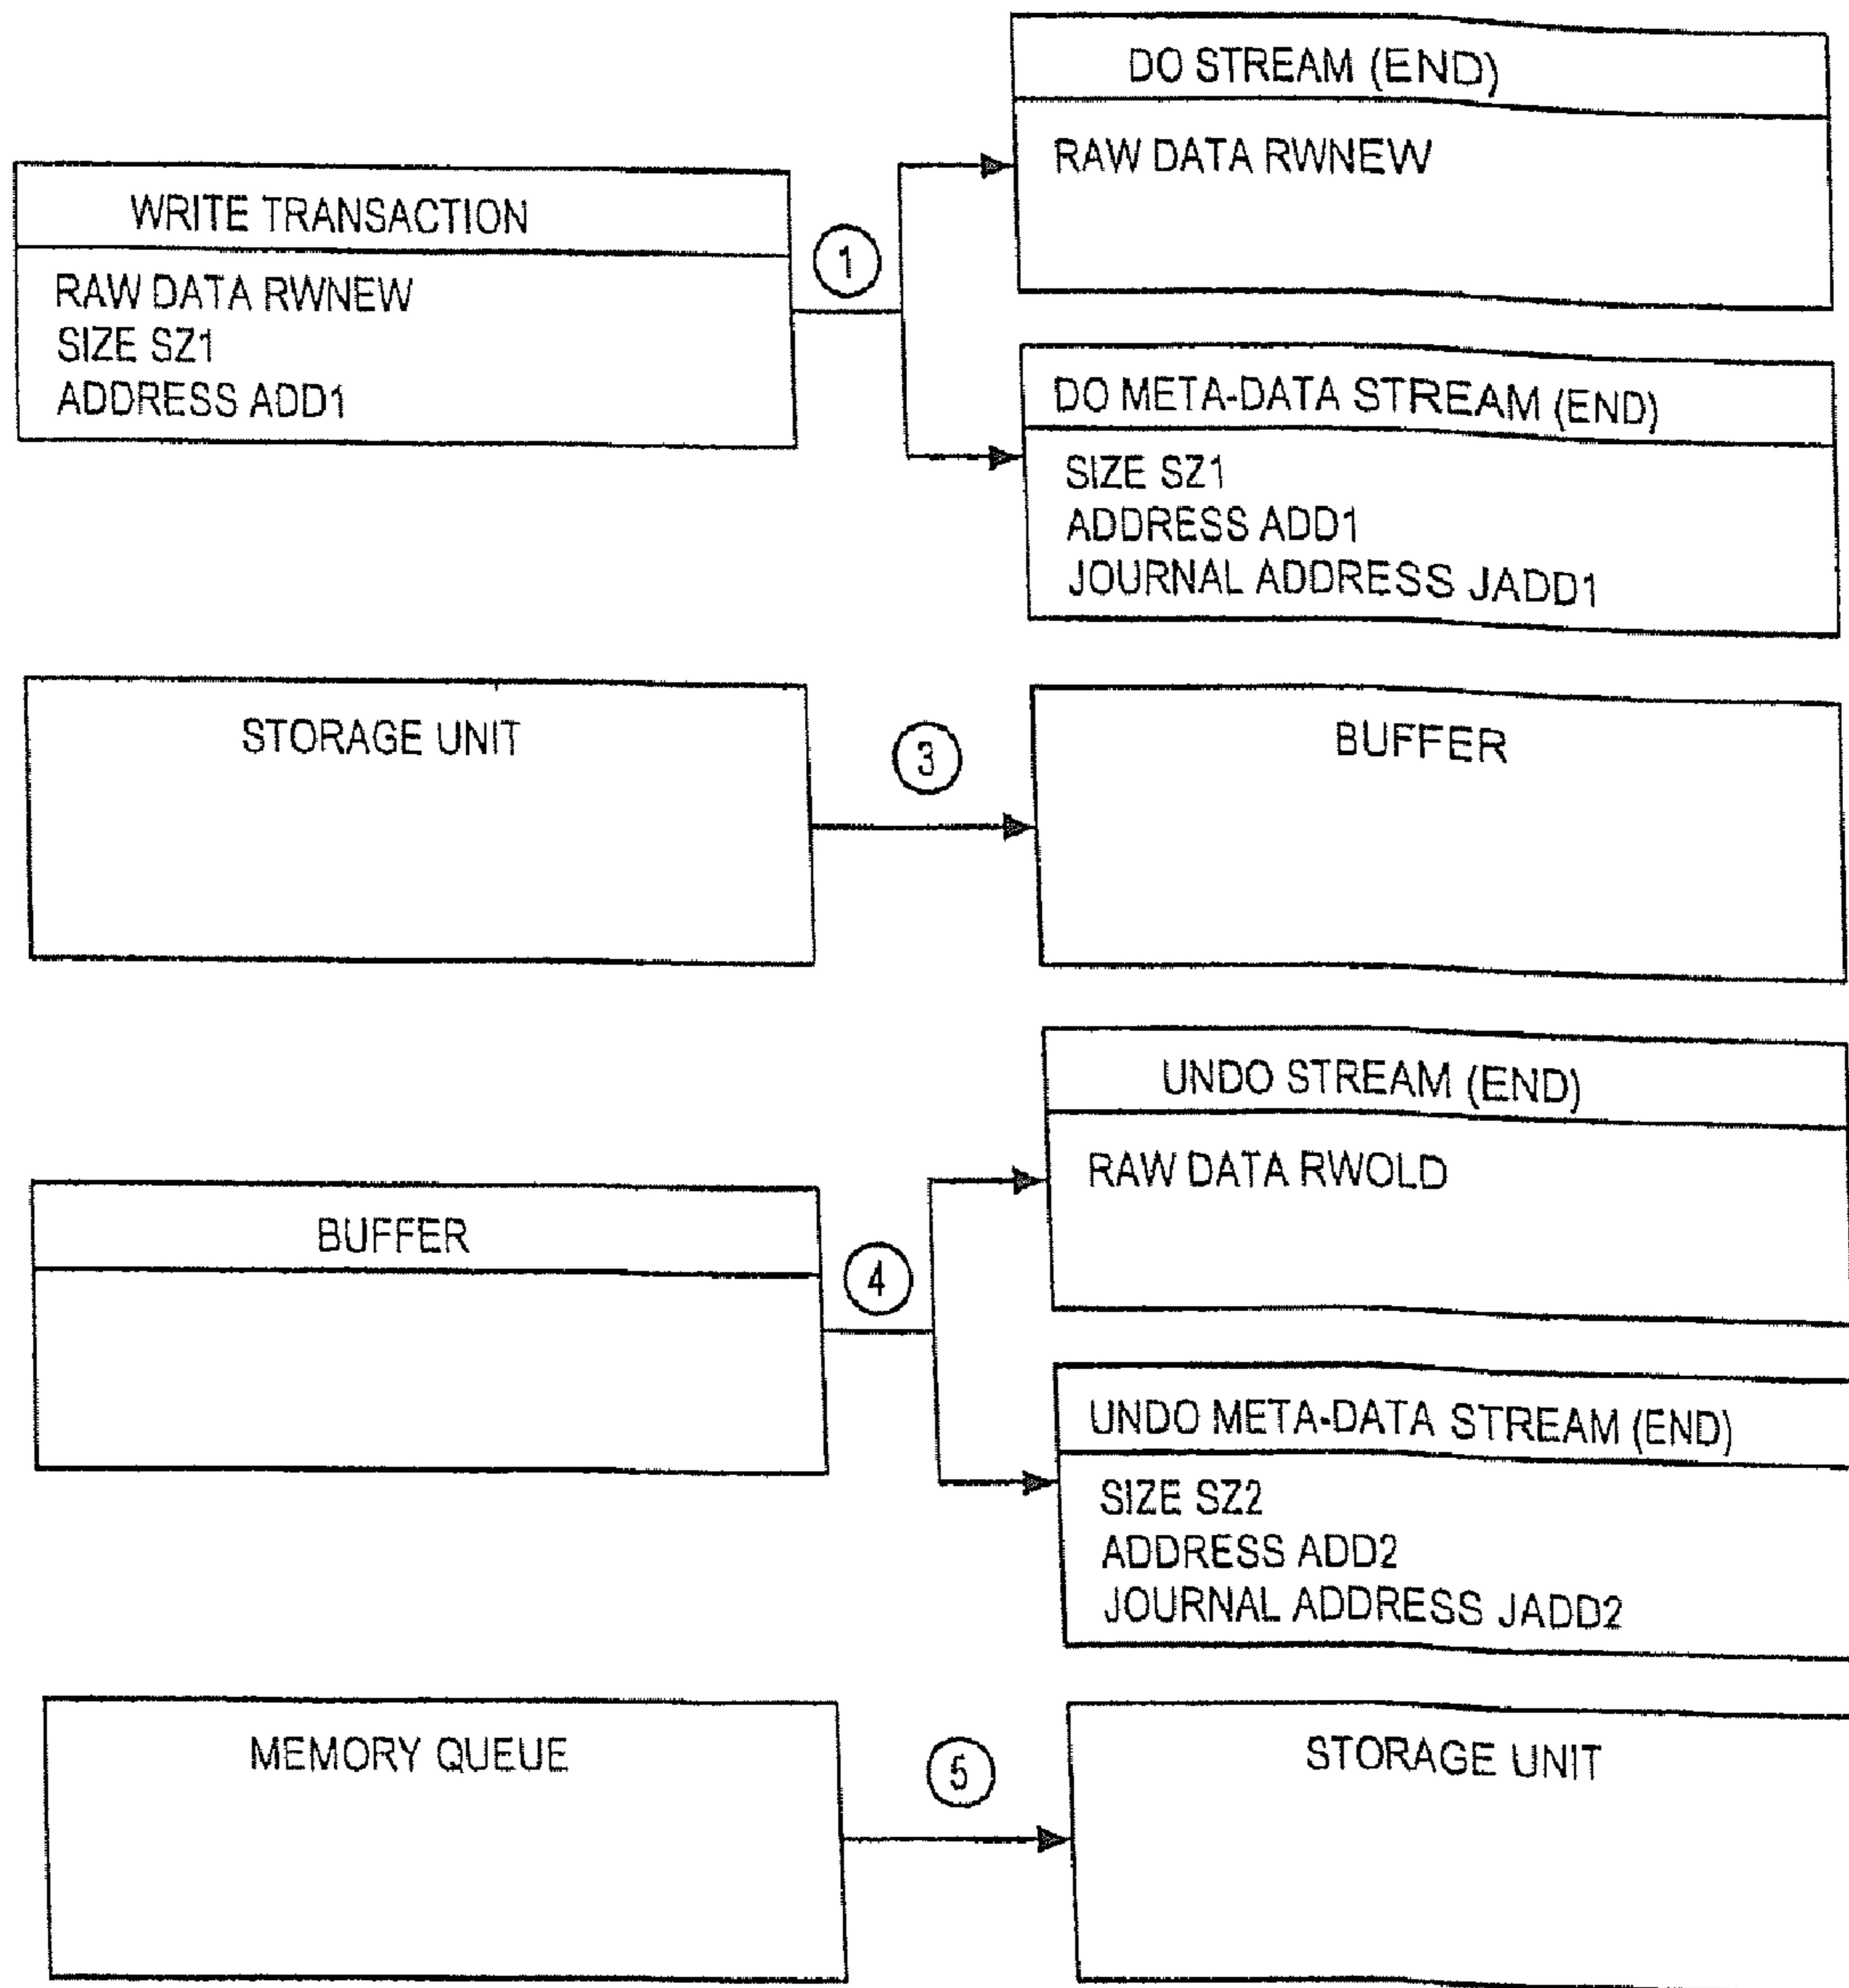 WRITE TRANSACTION
RAW DATA RWNEW
SIZE SZ1
ADDRESS ADD1
1
DO STREAM (END)
RAW DATA RWNEW
DO META-DATA STREAM (END)
SIZE SZ1
ADDRESS ADD1
JOURNAL ADDRESS JADD1
STORAGE UNIT
3
BUFFER
BUFFER
4
UNDO STREAM (END)
RAW DATA RWOLD
UNDO META-DATA STREAM (END)
SIZE SZ2
ADDRESS ADD2
JOURNAL ADDRESS JADD2
MEMORY QUEUE
5
STORAGE UNIT